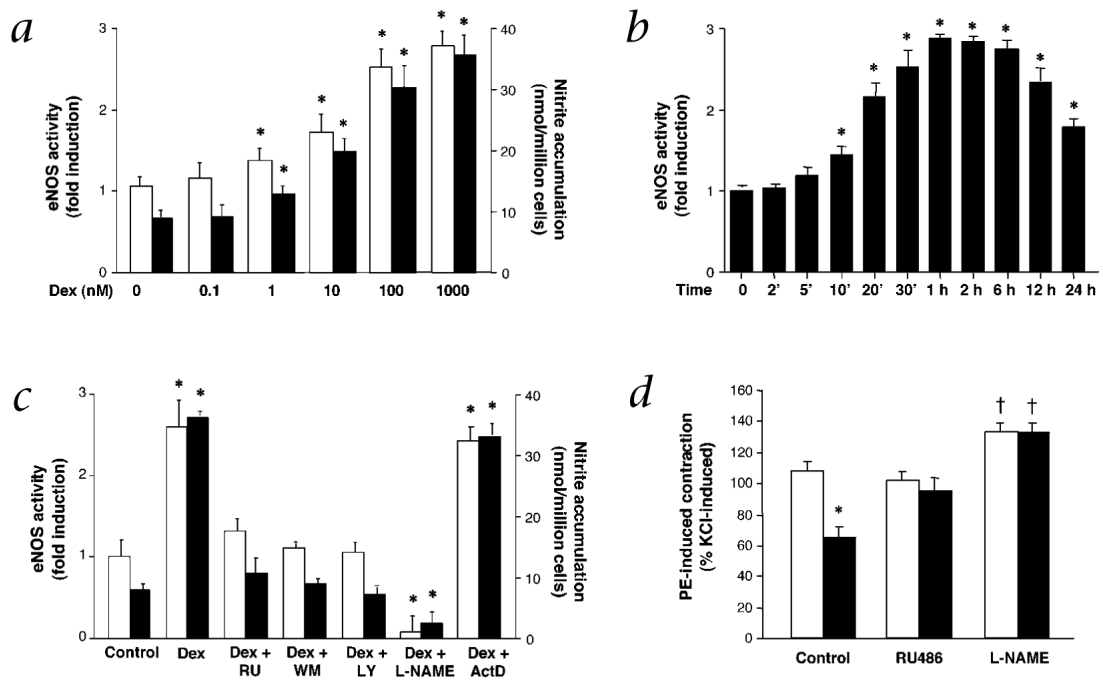 a
3
2
1
0
eNOS activity
(fold induction)
* * * * * * * *
40
30
20
10
0
Nitrite accumulation
(nmol/million cells)
Dex (nM) 0 0.1 1 10 100 1000
b
3
2
1
0
eNOS activity
(fold induction)
* * * * * * * *
Time 0 2' 5' 10' 20' 30' 1 h 2 h 6 h 12 h 24 h
c
3
2
1
0
eNOS activity
(fold induction)
* * * * * *
40
30
20
10
0
Nitrite accumulation
(nmol/million cells)
Control Dex Dex + Dex + Dex + Dex + Dex +
RU WM LY L-NAME ActD
d
160
140
120
100
80
60
40
20
0
PE-induced contraction
(% KCl-induced)
* † †
Control RU486 L-NAME